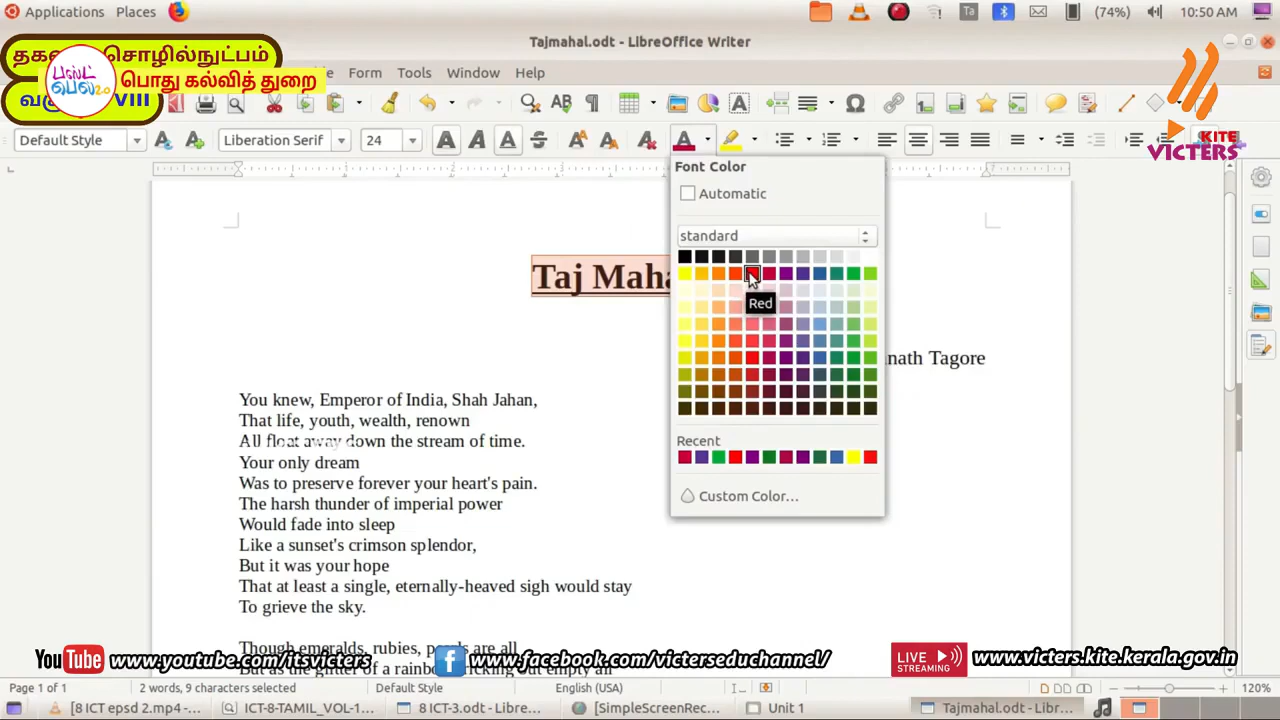 Applications Places
Ta
(74%)
10:50 AM
Tajmahal.odt - LibreOffice Writer
பொது கல்வித் துறை
VIII
பஸ்ட் பெல் 2.0
Form Tools Window Help
KITE
VICTERS
Default Style
Liberation Serif
24
Font Color
Automatic
standard
Red
Recent
Custom Color...
Taj Maha
nath Tagore
You knew, Emperor of India, Shah Jahan,
That life, youth, wealth, renown
All float away down the stream of time.
Your only dream
Was to preserve forever your heart's pain.
The harsh thunder of imperial power
Would fade into sleep
Like a sunset's crimson splendor,
But it was your hope
That at least a single, eternally-heaved sigh would stay
To grieve the sky.
Though emeralds, rubies, pearls are all
YouTube www.youtube.com/itsvicters
f www.facebook.com/victerseduchannel/
LIVE STREAMING www.victers.kite.kerala.gov.in
Page 1 of 1
2 words, 9 characters selected
Default Style
English (USA)
120%
[8 ICT epsd 2.mp4 -...
ICT-8-TAMIL_VOL-1...
8 ICT-3.odt - LibreO...
[SimpleScreenRec...
Unit 1
Tajmahal.odt - Libr...